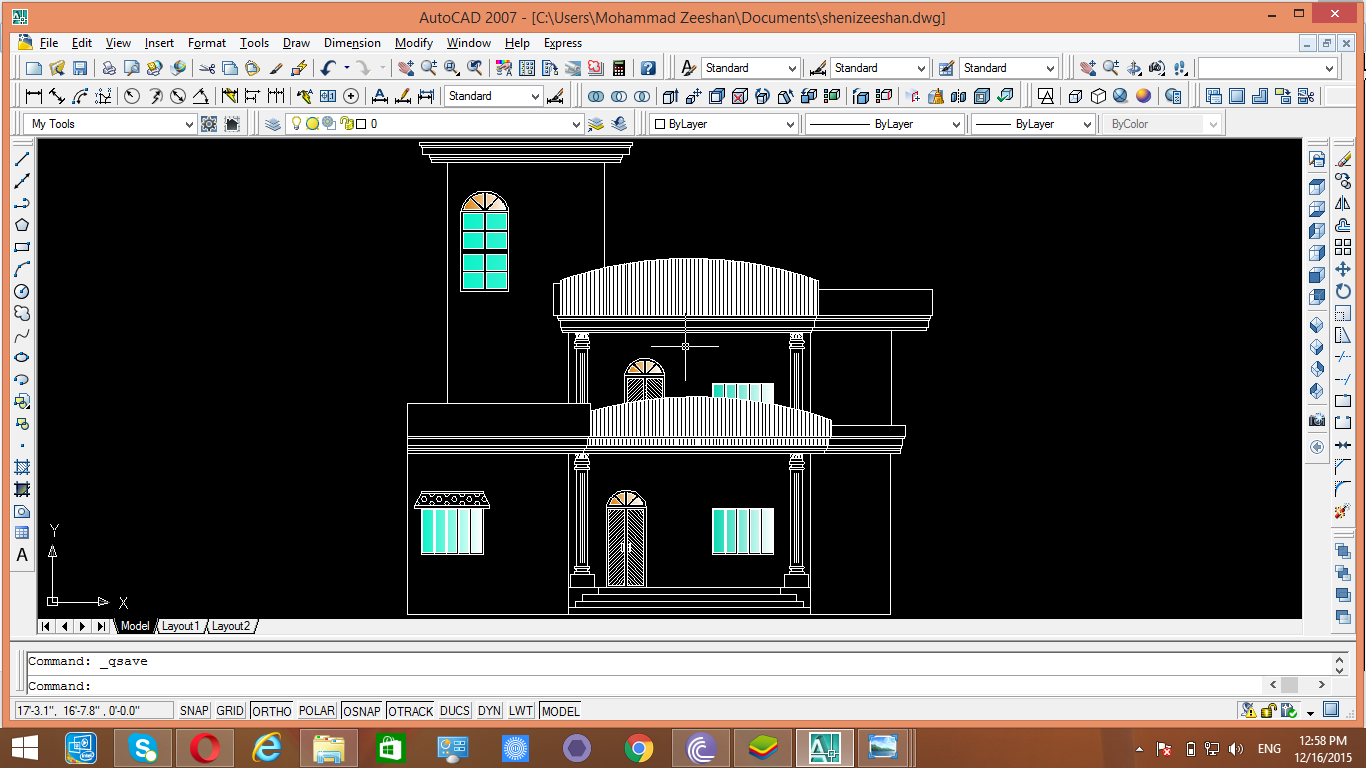 AutoCAD 2007 - [C:\Users\Mohammad Zeeshan\Documents\shenizeeshan.dwg]
File Edit View Insert Format Tools Draw Dimension Modify Window Help Express
Standard Standard Standard
Standard
My Tools 0 ByLayer ByLayer ByLayer ByColor
A
Y
X
Model Layout1 Layout2
Command: _qsave
Command:
17'-3.1", 16'-7.8" , 0'-0.0" SNAP GRID ORTHO POLAR OSNAP OTRACK DUCS DYN LWT MODEL
ENG 12:58 PM
12/16/2015